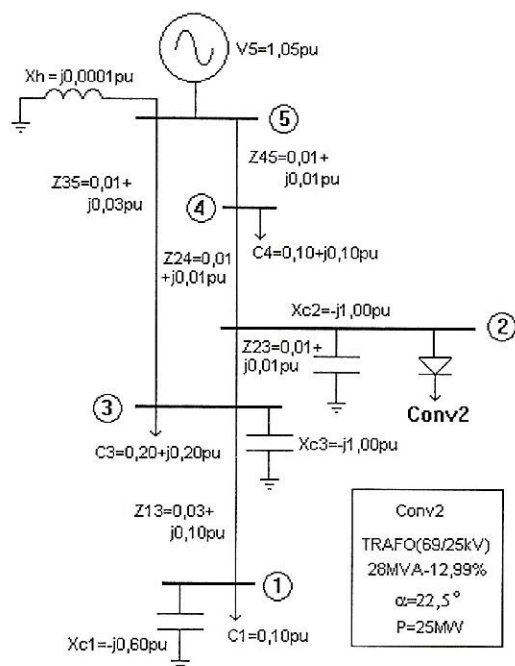 V5=1,05pu
Xh = j0,0001pu
5
Z45=0,01+
j0,01pu
Z35=0,01+
j0,03pu
4
C4=0,10+j0,10pu
Z24=0,01
+j0,01pu
Xc2=-j1,00pu
2
Z23=0,01+
j0,01pu
Conv2
3
C3=0,20+j0,20pu
Xc3=-j1,00pu
Z13=0,03+
j0,10pu
1
Xc1=-j0,60pu
C1=0,10pu
Conv2
TRAFO(69/25kV)
28MVA-12,99%
α=22,5°
P=25MW